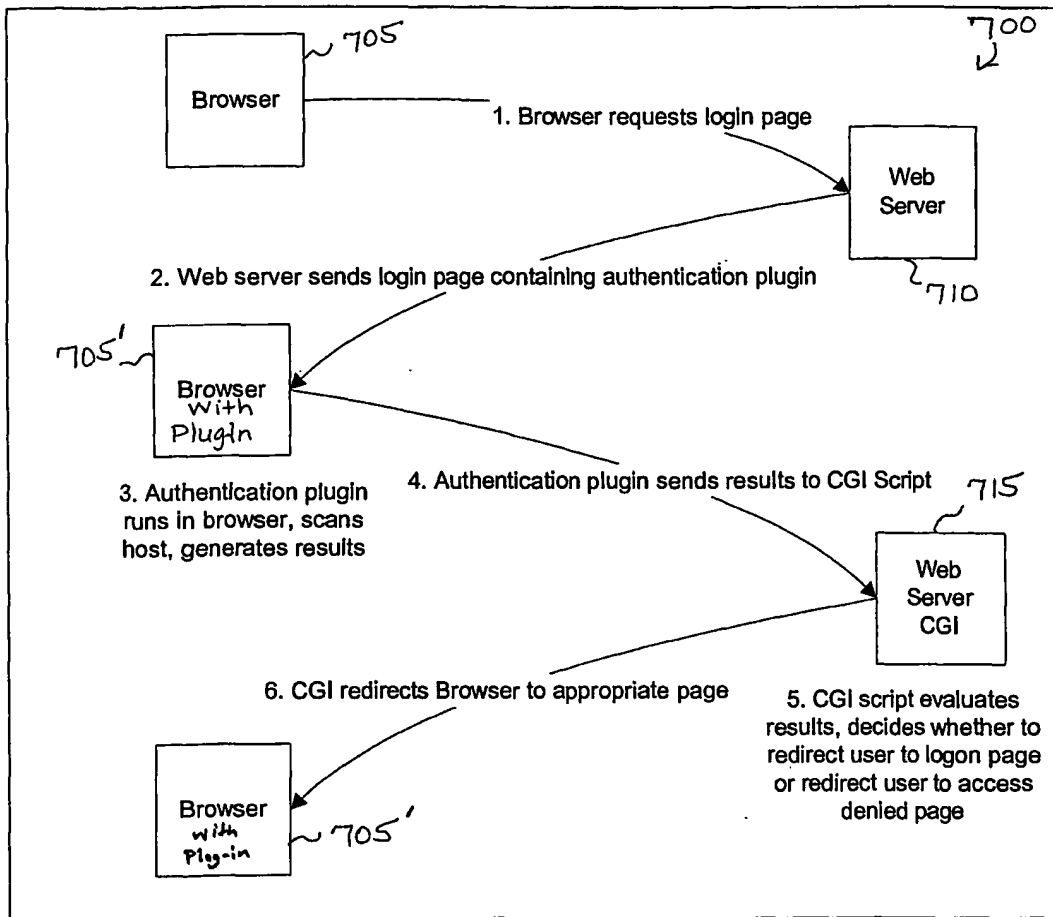 705
700
Browser
1. Browser requests login page
Web
Server
2. Web server sends login page containing authentication plugin
710
705'
Browser
with
PlugIn
4. Authentication plugin sends results to CGI Script
3. Authentication plugin
runs in browser, scans
host, generates results
715
Web
Server
CGI
6. CGI redirects Browser to appropriate page
5. CGI script evaluates
results, decides whether to
redirect user to logon page
or redirect user to access
denied page
Browser
with
Plug-in
705'